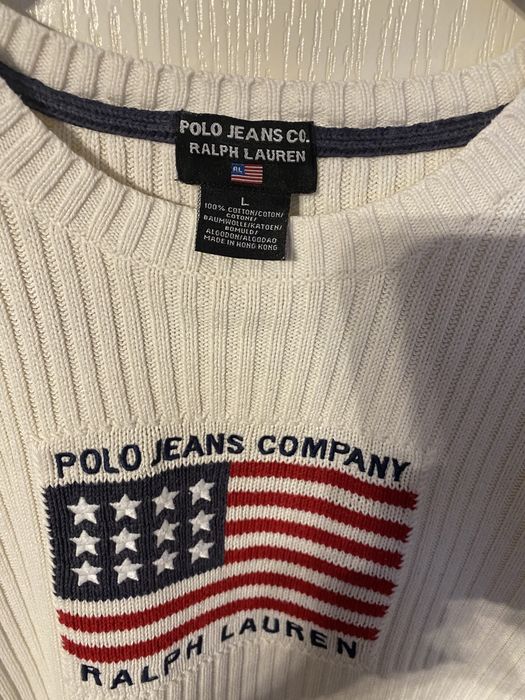 POLO JEANS CO.
RALPH LAUREN
RL
L
100% COTTON/COTON/
COTONE/
BAUMWOLLE/KATOEN/
BOMULD/
ALGODON/ALGODAO
MADE IN HONG KONG
POLO JEANS COMPANY
RALPH LAUREN